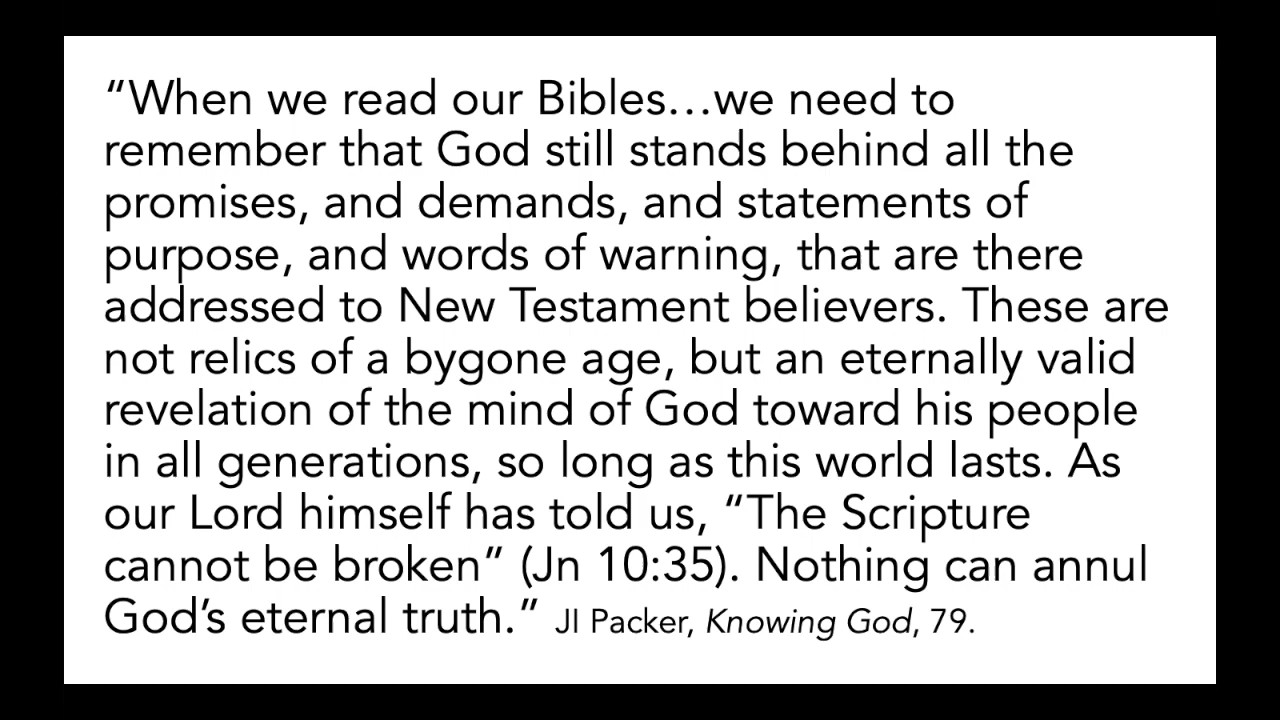 “When we read our Bibles…we need to
remember that God still stands behind all the
promises, and demands, and statements of
purpose, and words of warning, that are there
addressed to New Testament believers. These are
not relics of a bygone age, but an eternally valid
revelation of the mind of God toward his people
in all generations, so long as this world lasts. As
our Lord himself has told us, “The Scripture
cannot be broken” (Jn 10:35). Nothing can annul
God’s eternal truth.” JI Packer, Knowing God, 79.